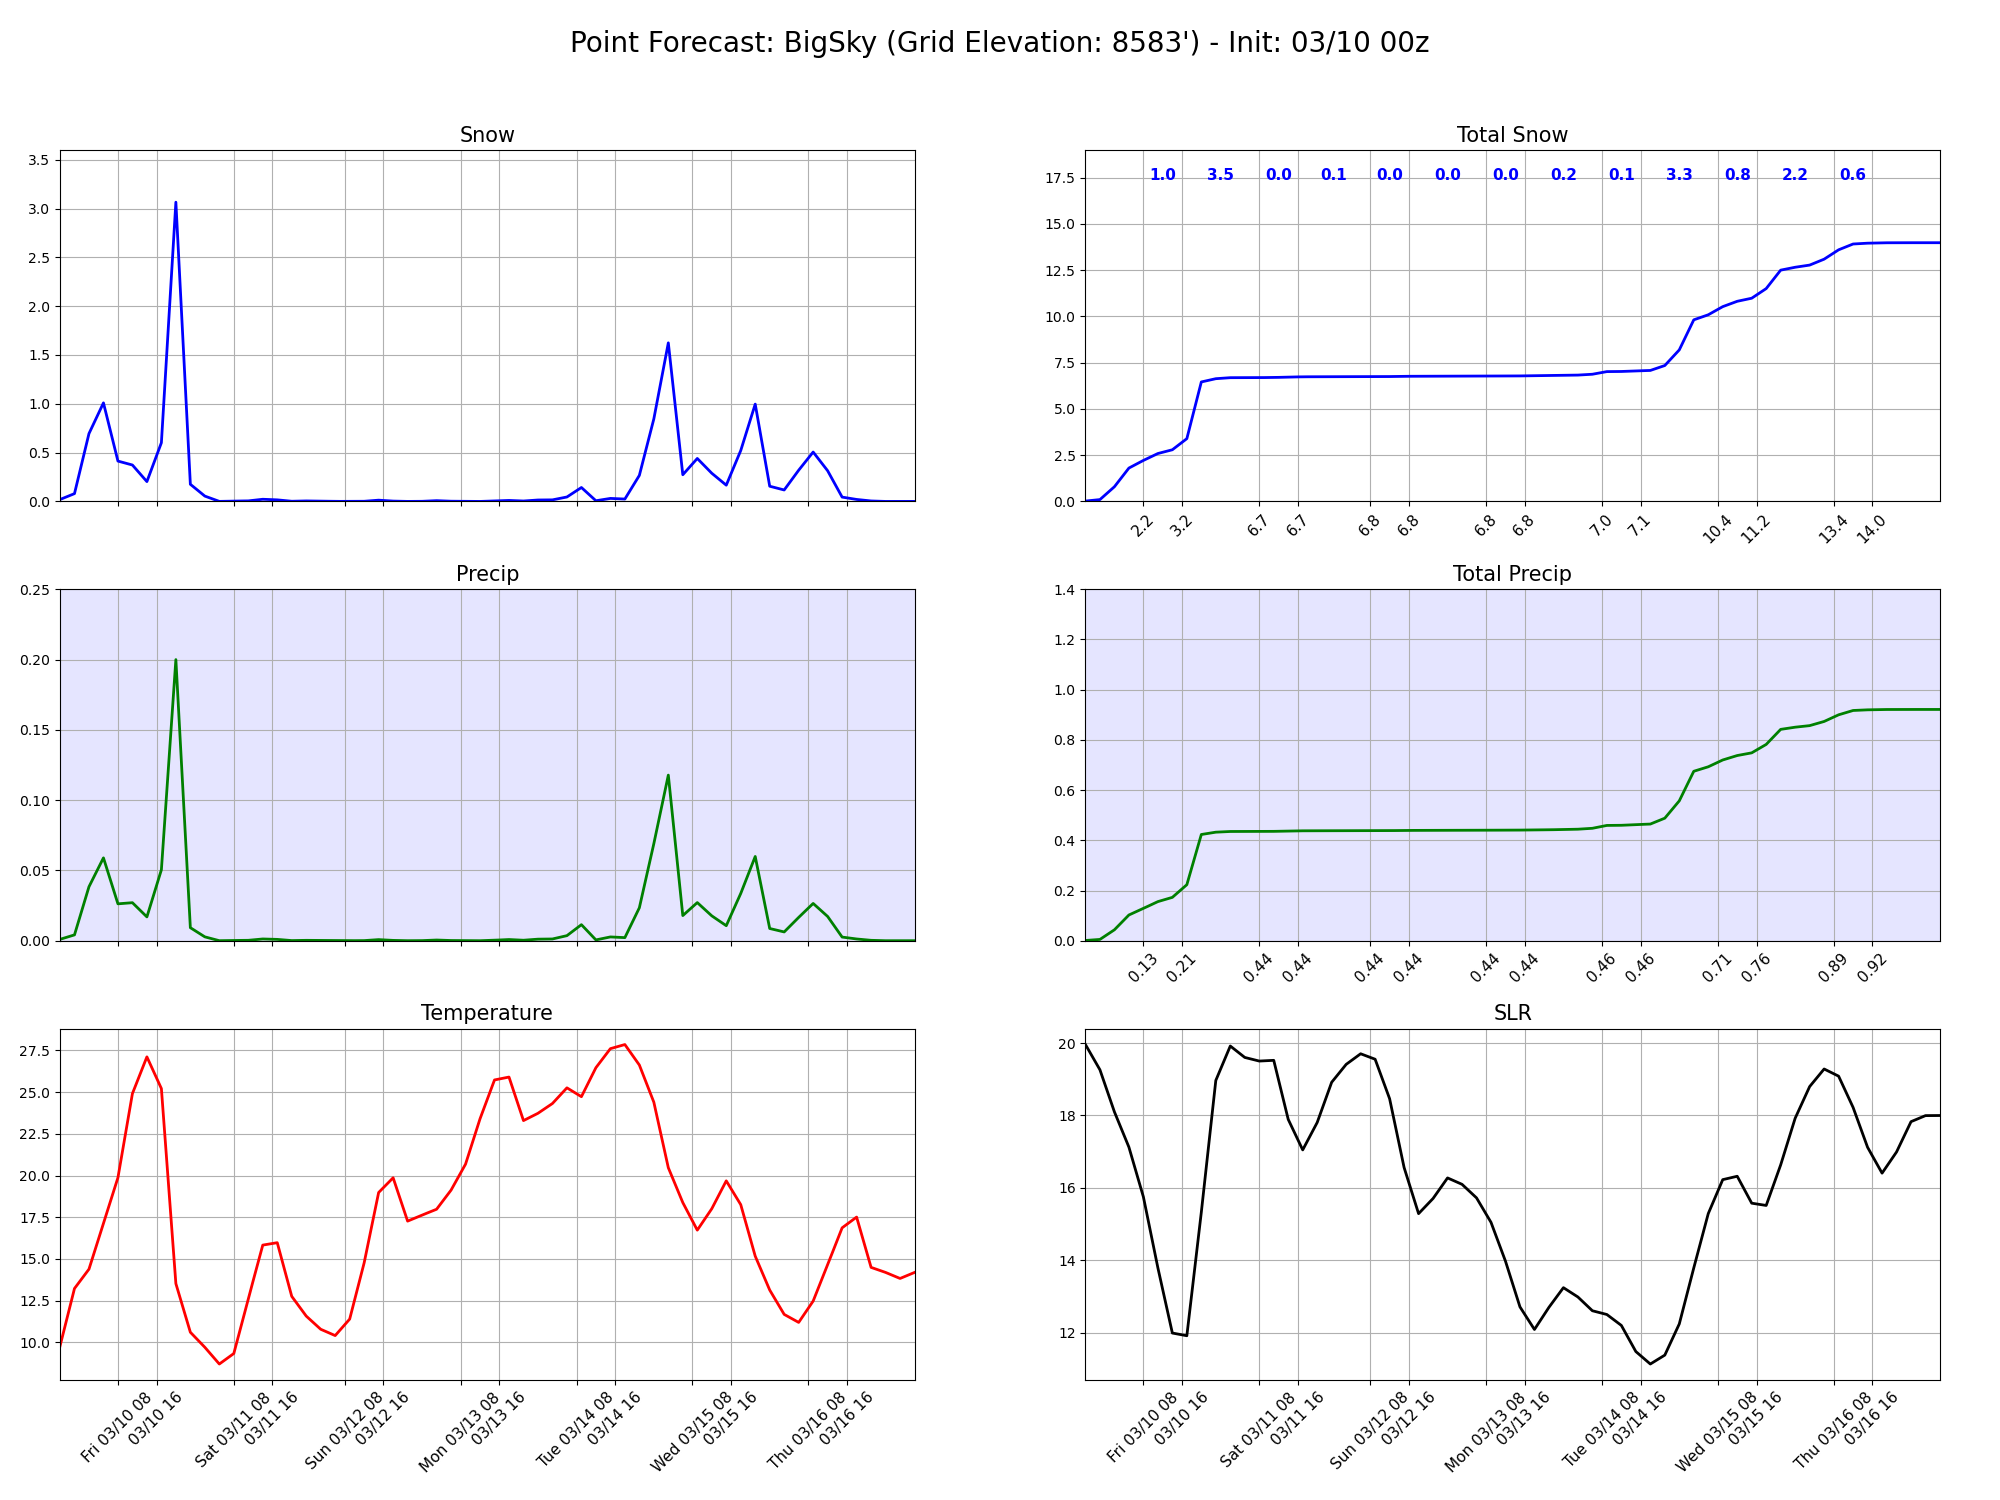 Point Forecast: BigSky (Grid Elevation: 8583') - Init: 03/10 00z
Snow
3.5
3.0
2.5
2.0
1.5
1.0
0.5
0.0
Total Snow
1.0 3.5 0.0 0.1 0.0 0.0 0.0 0.2 0.1 3.3 0.8 2.2 0.6
17.5
15.0
12.5
10.0
7.5
5.0
2.5
0.0
2.2 3.2 6.7 6.7 6.8 6.8 6.8 6.8 7.0 7.1 10.4 11.2 13.4 14.0
Precip
0.25
0.20
0.15
0.10
0.05
0.00
Total Precip
1.4
1.2
1.0
0.8
0.6
0.4
0.2
0.0
0.13 0.21 0.44 0.44 0.44 0.44 0.44 0.44 0.46 0.46 0.71 0.76 0.89 0.92
Temperature
27.5
25.0
22.5
20.0
17.5
15.0
12.5
10.0
Fri 03/10 08
03/10 16
Sat 03/11 08
03/11 16
Sun 03/12 08
03/12 16
Mon 03/13 08
03/13 16
Tue 03/14 08
03/14 16
Wed 03/15 08
03/15 16
Thu 03/16 08
03/16 16
SLR
20
18
16
14
12
Fri 03/10 08
03/10 16
Sat 03/11 08
03/11 16
Sun 03/12 08
03/12 16
Mon 03/13 08
03/13 16
Tue 03/14 08
03/14 16
Wed 03/15 08
03/15 16
Thu 03/16 08
03/16 16